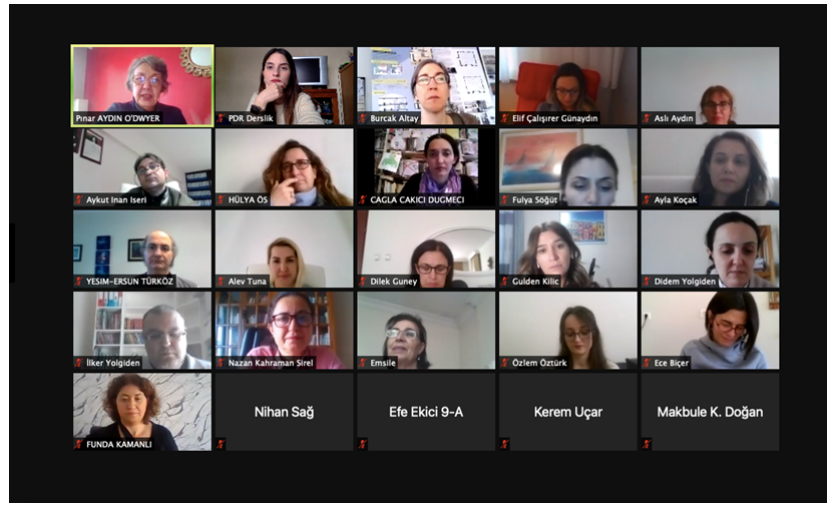 Pınar AYDIN O'DWYER
PDR Derslik
Burcak Altay
Elif Çalışırer Günaydın
Aslı Aydın
Aykut Inan Iseri
HÜLYA ÖS
CAGLA CAKICI DUGMECI
Fulya Söğüt
Ayla Koçak
YESIM-ERSUN TÜRKÖZ
Alev Tuna
Dilek Guney
Gulden Kilic
Didem Yolgiden
İlker Yolgiden
Nazan Kahraman Sirel
Emsile
Özlem Öztürk
Ece Biçer
FUNDA KAMANLI
Nihan Sağ
Efe Ekici 9-A
Kerem Uçar
Makbule K. Doğan